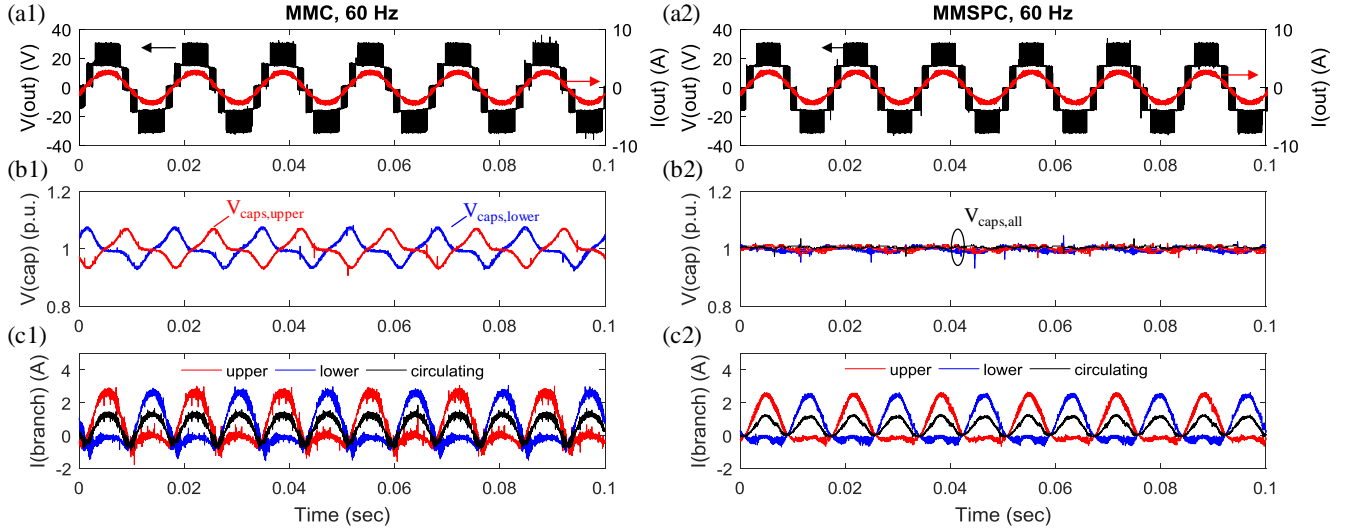 (a1)
MMC, 60 Hz
V(out) (V)
40
20
0
-20
-40
10
0
-10
I(out) (A)
0
0.02
0.04
0.06
0.08
0.1
(a2)
MMSPC, 60 Hz
V(out) (V)
40
20
0
-20
-40
10
0
-10
I(out) (A)
0
0.02
0.04
0.06
0.08
0.1
(b1)
V(cap) (p.u.)
1.2
1
0.8
Vcaps,upper
Vcaps,lower
0
0.02
0.04
0.06
0.08
0.1
(b2)
V(cap) (p.u.)
1.2
1
0.8
Vcaps,all
0
0.02
0.04
0.06
0.08
0.1
(c1)
I(branch) (A)
4
2
0
-2
upper lower circulating
0
0.02
0.04
0.06
0.08
0.1
Time (sec)
(c2)
I(branch) (A)
4
2
0
-2
upper lower circulating
0
0.02
0.04
0.06
0.08
0.1
Time (sec)